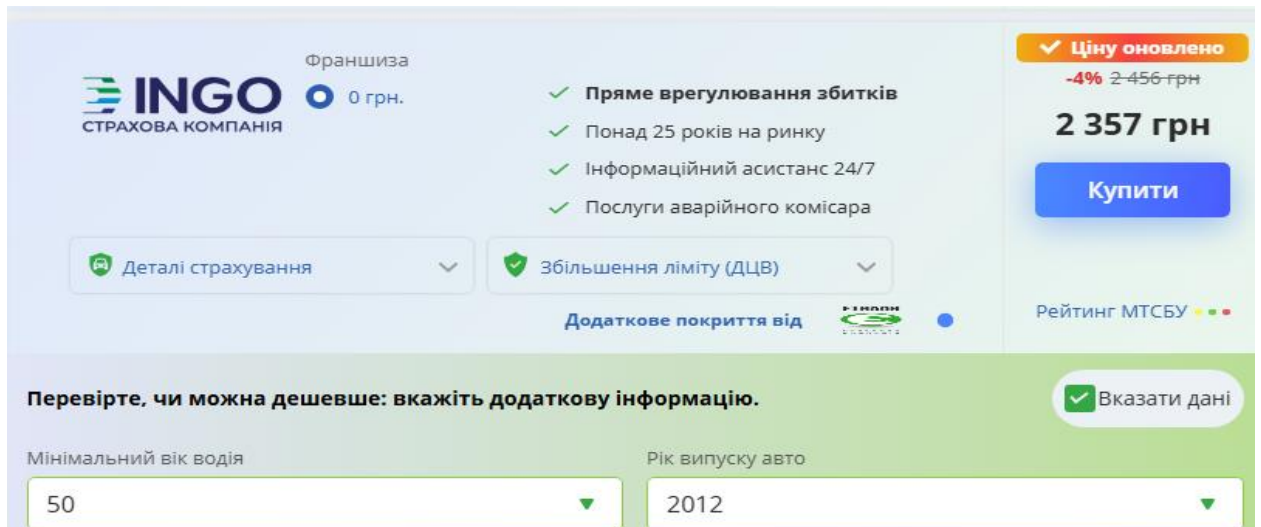 INGO
СТРАХОВА КОМПАНІЯ
Франшиза
0 грн.
Пряме врегулювання збитків
Понад 25 років на ринку
Інформаційний асистанс 24/7
Послуги аварійного комісара
Ціну оновлено
-4% 2 456 грн
2 357 грн
Купити
Деталі страхування
Збільшення ліміту (ДЦВ)
Додаткове покриття від
Рейтинг МТСБУ
Перевірте, чи можна дешевше: вкажіть додаткову інформацію.
Вказати дані
Мінімальний вік водія
Рік випуску авто
50
2012